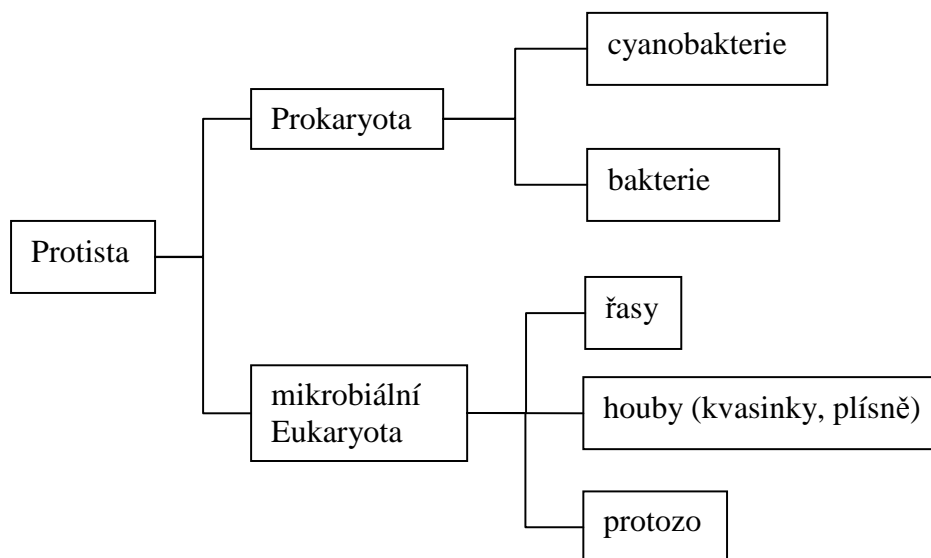 cyanobakterie
Prokaryota
bakterie
Protista
řasy
mikrobiální
Eukaryota
houby (kvasinky, plísně)
protozo